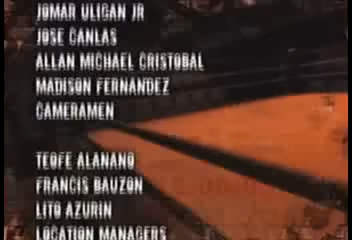 JOMAR ULIGAN JR
JOSE CANLAS
ALLAN MICHAEL CRISTOBAL
MADISON FERNANDEZ
CAMERAMEN
TEOFE ALANANO
FRANCIS BAUZON
LITO AZURIN
LOCATION MANAGERS